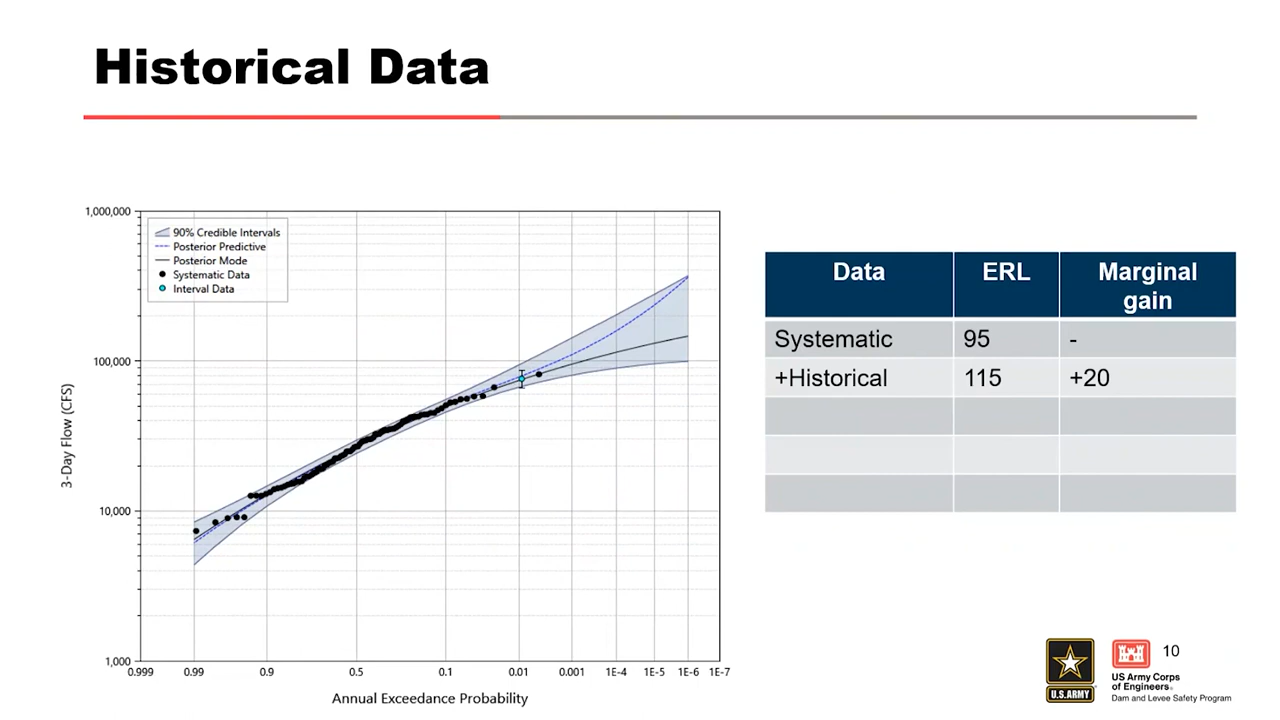 Historical Data
1,000,000
100,000
10,000
1,000
3-Day Flow (CFS)
90% Credible Intervals
Posterior Predictive
Posterior Mode
Systematic Data
Interval Data
0.999 0.99 0.9 0.5 0.1 0.01 0.001 1E-4 1E-5 1E-6 1E-7
Annual Exceedance Probability
Data ERL Marginal
gain
Systematic 95 -
+Historical 115 +20
U.S.ARMY
US Army Corps
of Engineers®
Dam and Levee Safety Program
10